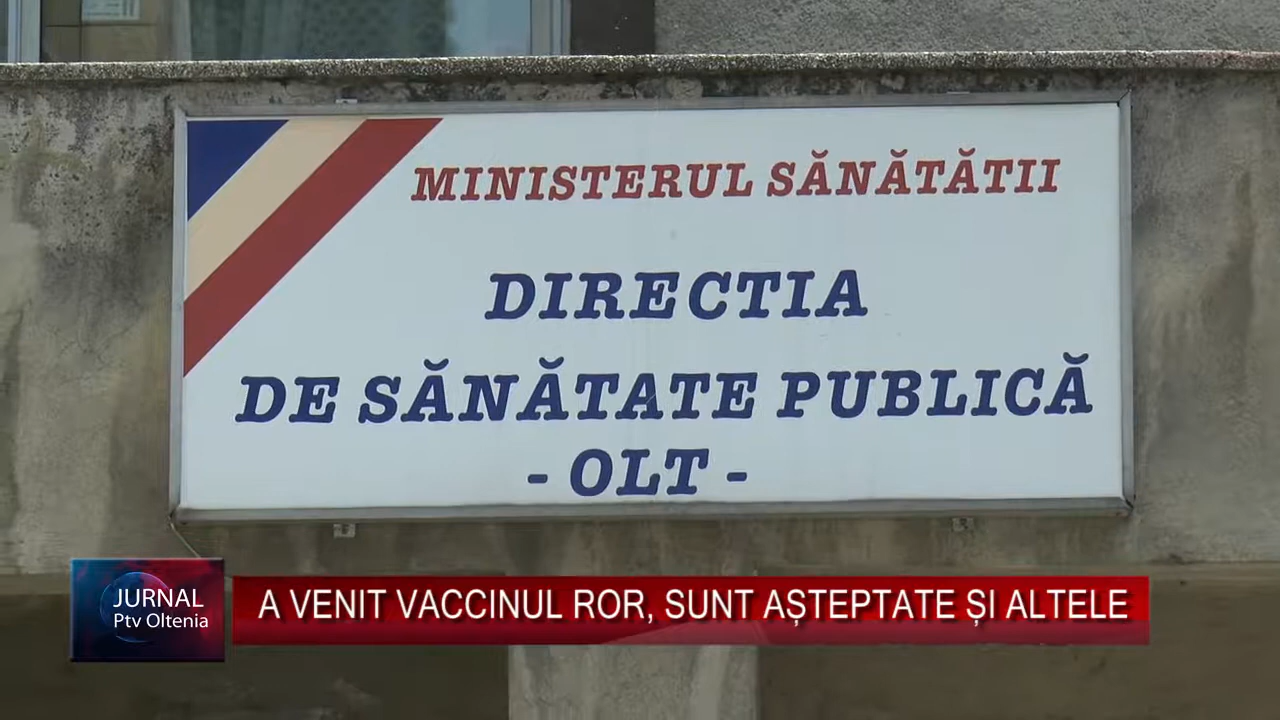 MINISTERUL SĂNĂTĂTII
DIRECTIA
DE SĂNĂTATE PUBLICĂ
- OLT -
JURNAL
Ptv Oltenia
A VENIT VACCINUL ROR, SUNT AȘTEPTATE ȘI ALTELE